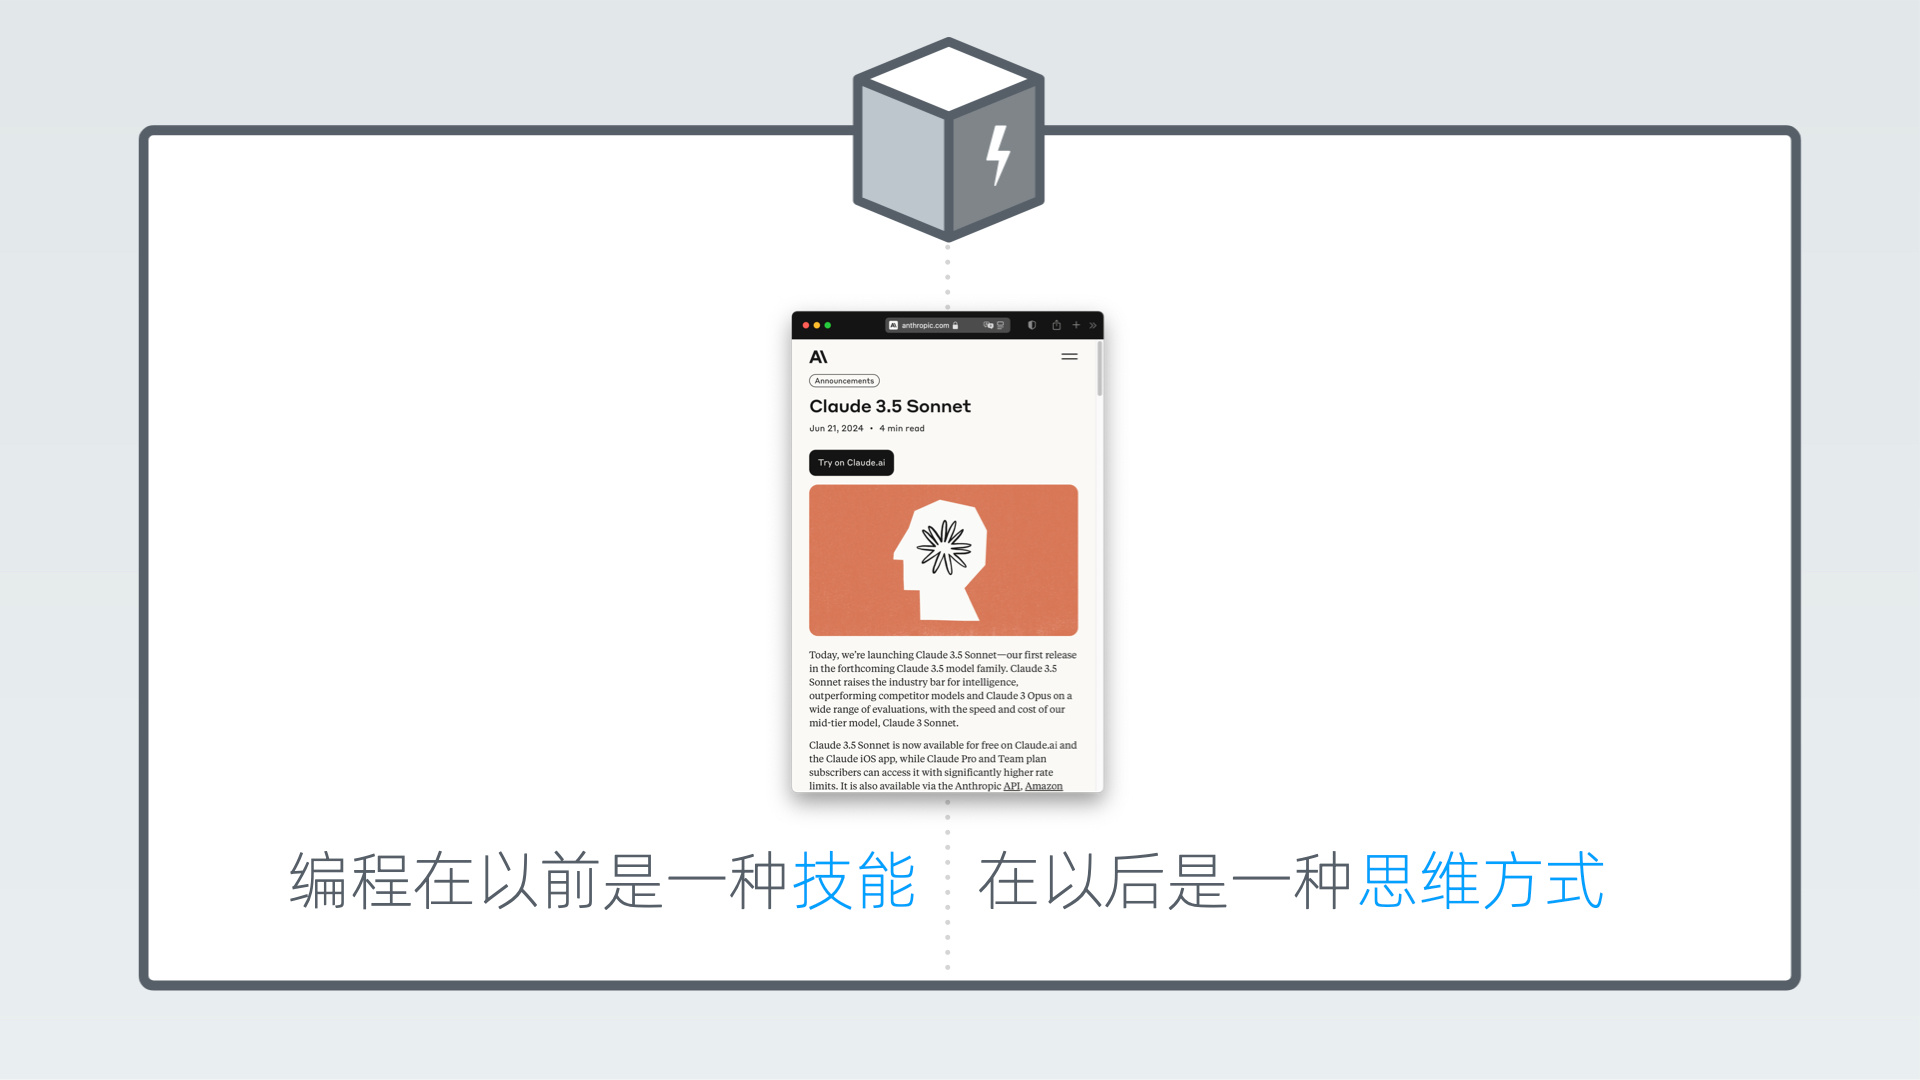 anthropic.com
Announcements
Claude 3.5 Sonnet
Jun 21, 2024 • 4 min read
Try on Claude.ai
Today, we're launching Claude 3.5 Sonnet—our first release
in the forthcoming Claude 3.5 model family. Claude 3.5
Sonnet raises the industry bar for intelligence,
outperforming competitor models and Claude 3 Opus on a
wide range of evaluations, with the speed and cost of our
mid-tier model, Claude 3 Sonnet.
Claude 3.5 Sonnet is now available for free on Claude.ai and
the Claude iOS app, while Claude Pro and Team plan
subscribers can access it with significantly higher rate
limits. It is also available via the Anthropic API, Amazon
编程在以前是一种技能 在以后是一种思维方式